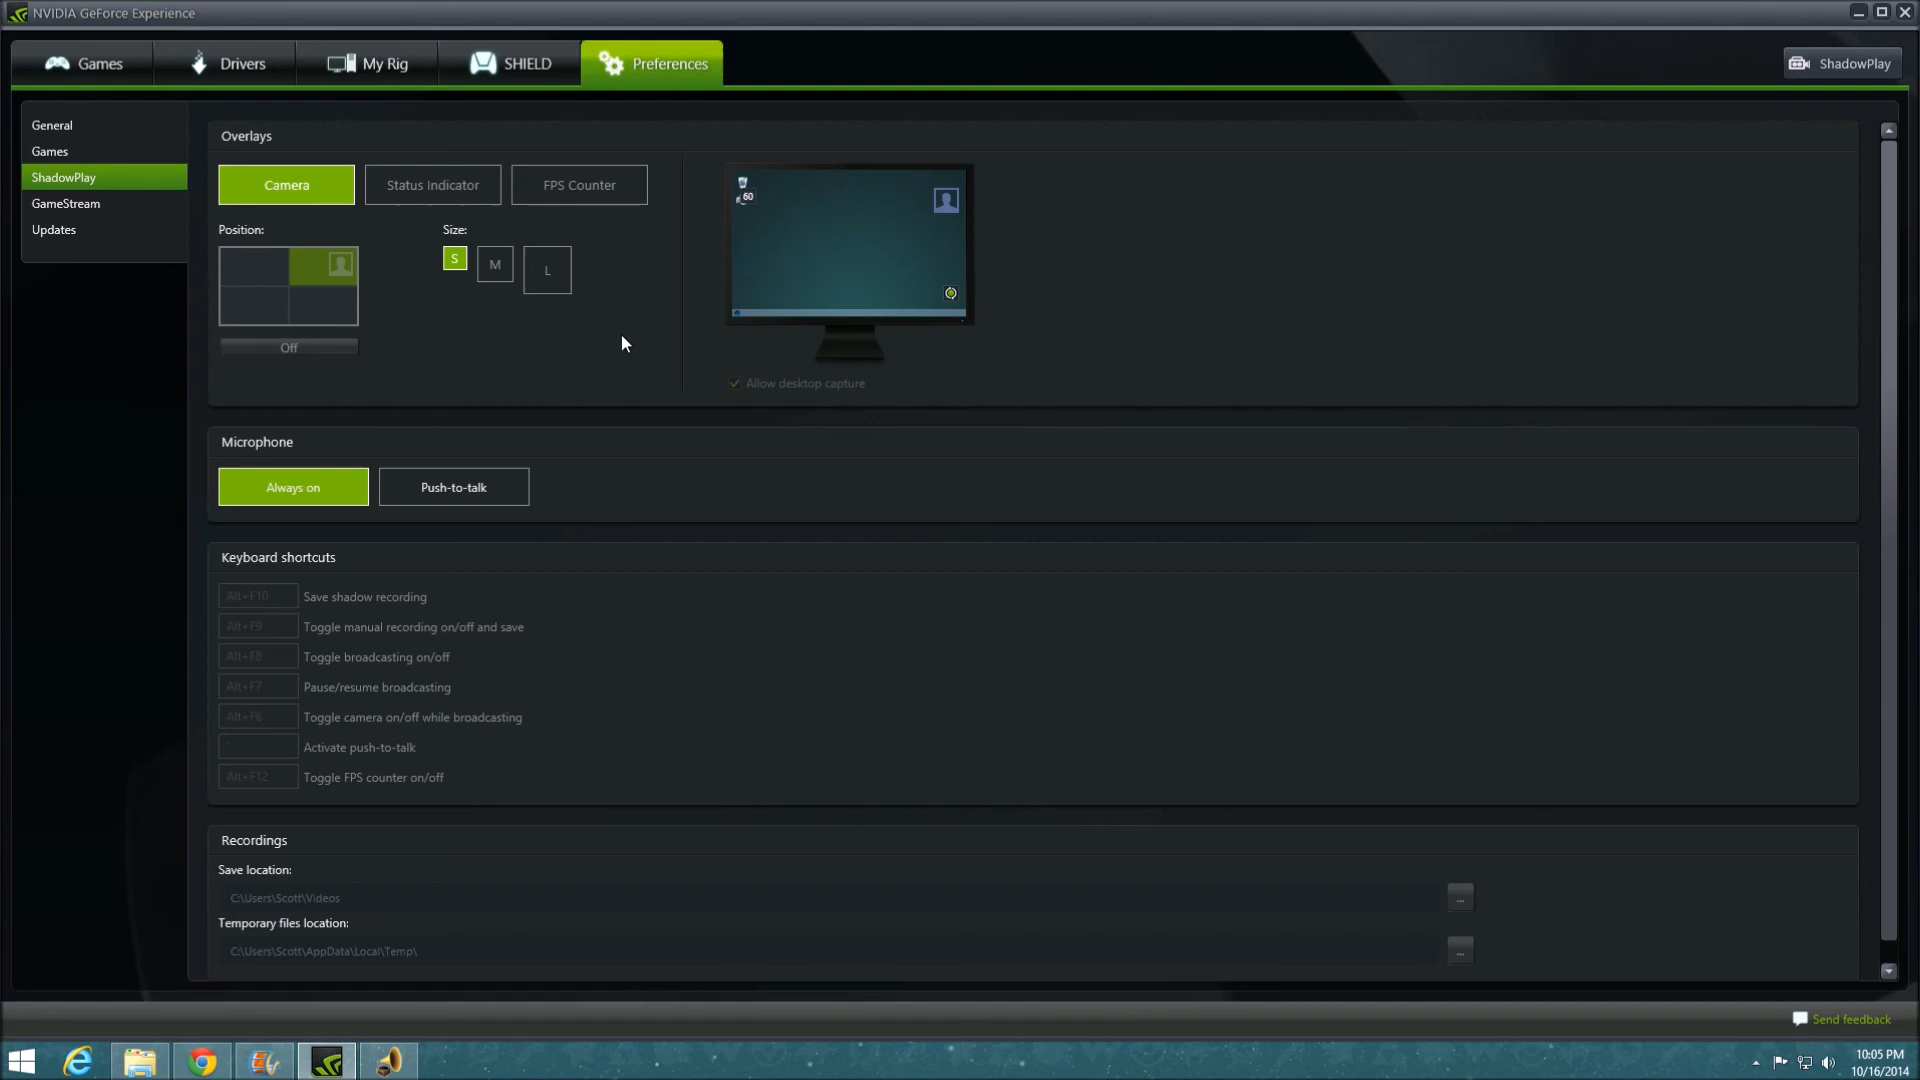 NVIDIA GeForce Experience
Games
Drivers
My Rig
SHIELD
Preferences
ShadowPlay
General
Games
ShadowPlay
GameStream
Updates
Overlays
Camera
Status Indicator
FPS Counter
Position:
Size:
S
M
L
Off
60
Allow desktop capture
Microphone
Always on
Push-to-talk
Keyboard shortcuts
Alt+F10 Save shadow recording
Alt+F9 Toggle manual recording on/off and save
Alt+F8 Toggle broadcasting on/off
Alt+F7 Pause/resume broadcasting
Alt+F6 Toggle camera on/off while broadcasting
` Activate push-to-talk
Alt+F12 Toggle FPS counter on/off
Recordings
Save location:
C:\Users\Scott\Videos
...
Temporary files location:
C:\Users\Scott\AppData\Local\Temp\
...
Send feedback
10:05 PM
10/16/2014